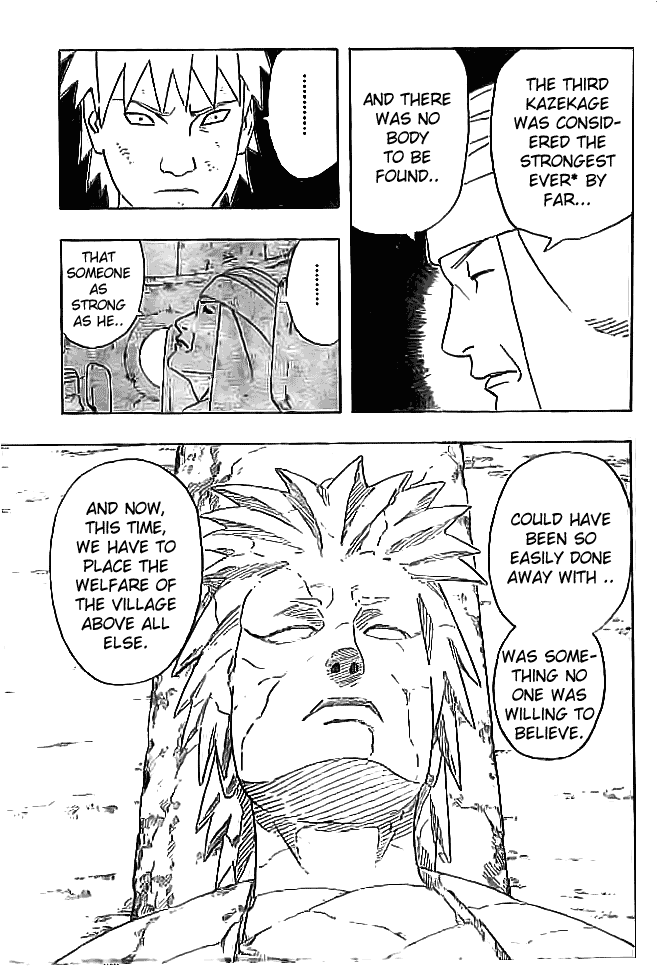 THE THIRD
KAZEKAGE
WAS CONSID-
ERED THE
STRONGEST
EVER* BY
FAR...
AND THERE
WAS NO
BODY
TO BE
FOUND..
.........
.........
THAT
SOMEONE
AS
STRONG
AS HE..
COULD HAVE
BEEN SO
EASILY DONE
AWAY WITH ..
WAS SOME-
THING NO
ONE WAS
WILLING TO
BELIEVE.
AND NOW,
THIS TIME,
WE HAVE TO
PLACE THE
WELFARE OF
THE VILLAGE
ABOVE ALL
ELSE.